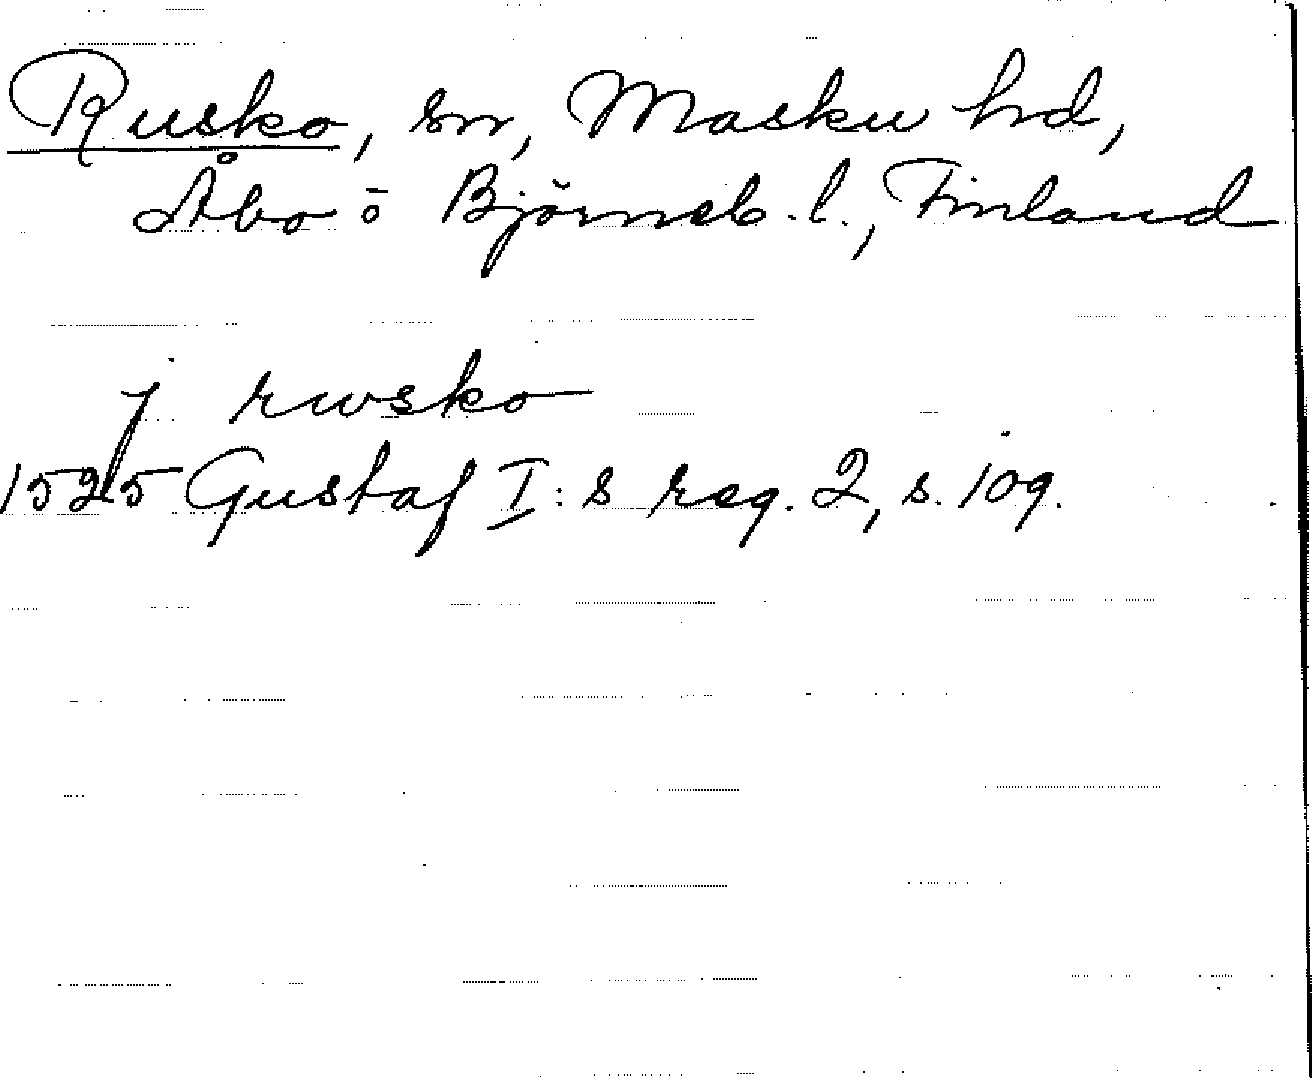 Rusko, sn, Masku hd,
Åbo ö Björneb. l., Finland
j rwsko
1525 Gustaf I:s reg. 2, s. 109.